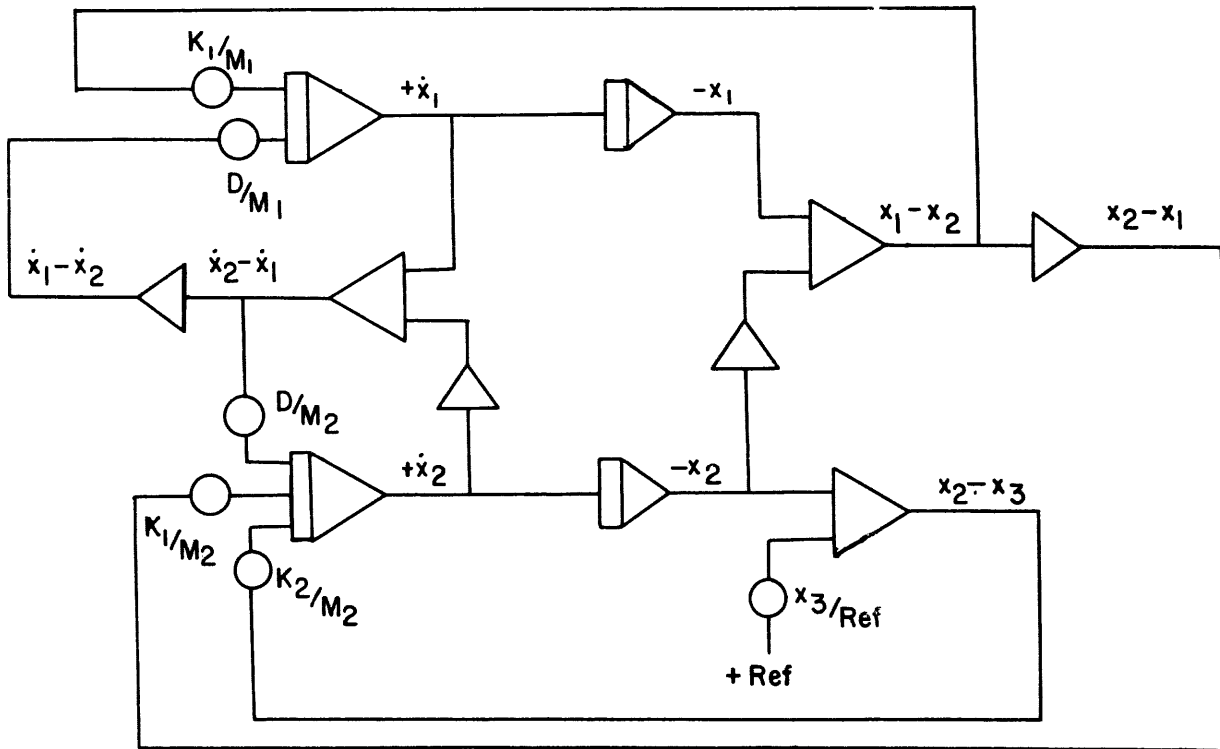 K₁/M₁
+ẋ₁
-x₁
D/M₁
x₁-x₂
x₂-x₁
ẋ₁-ẋ₂
ẋ₂-ẋ₁
D/M₂
+ẋ₂
-x₂
x₂-x₃
K₁/M₂
K₂/M₂
x₃/Ref
+ Ref